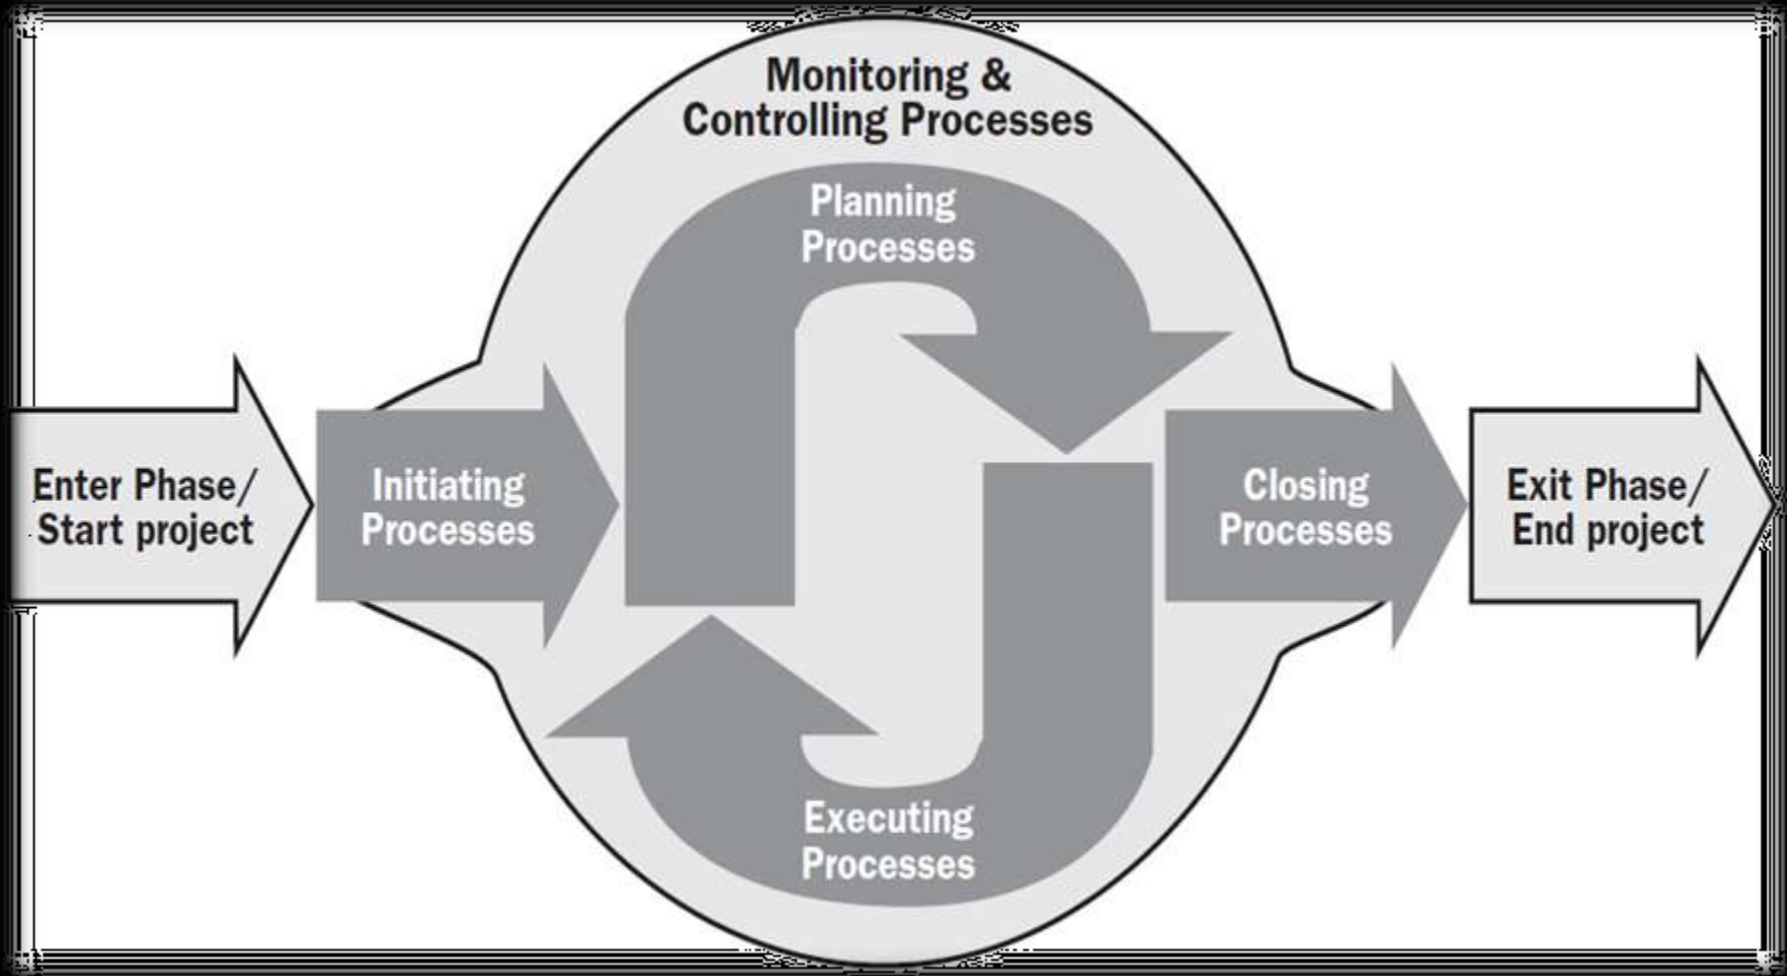 Monitoring &
Controlling Processes
Planning
Processes
Enter Phase/
Start project
Initiating
Processes
Closing
Processes
Exit Phase/
End project
Executing
Processes